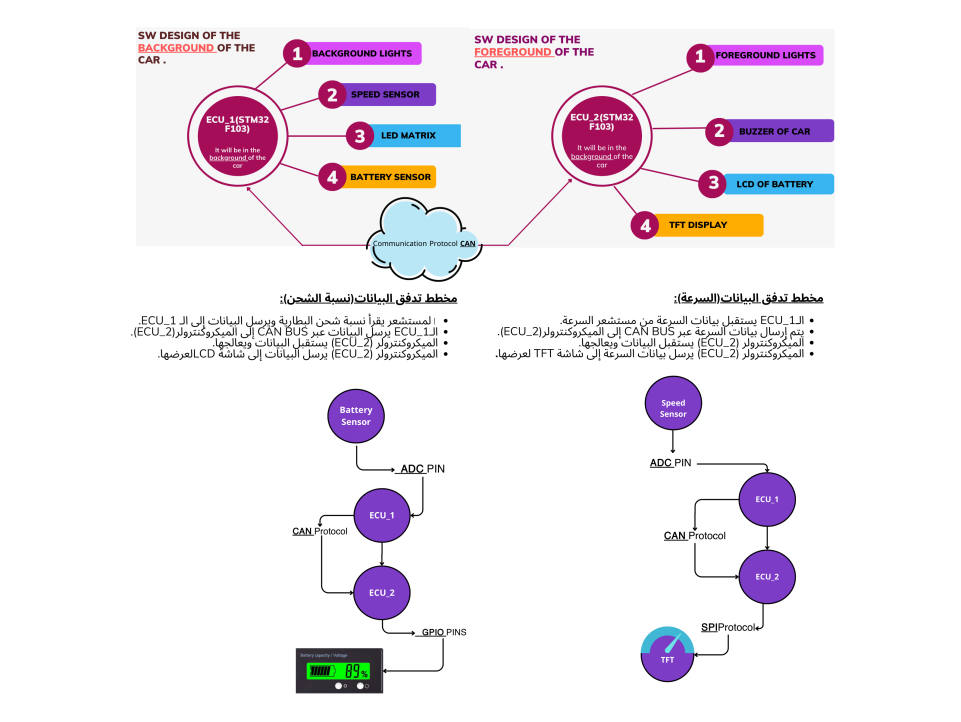 SW DESIGN OF THE
BACKGROUND OF THE
CAR .
1 BACKGROUND LIGHTS
2 SPEED SENSOR
3 LED MATRIX
4 BATTERY SENSOR
ECU_1(STM32
F103)
It will be in the
background of the
car
SW DESIGN OF THE
FOREGROUND OF THE
CAR .
1 FOREGROUND LIGHTS
2 BUZZER OF CAR
3 LCD OF BATTERY
4 TFT DISPLAY
ECU_2(STM32
F103)
It will be in the
background of the
car
Communication Protocol CAN
مخطط تدفق البيانات(نسبة الشحن):
• المستشعر يقرأ نسبة شحن البطارية ويرسل البيانات إلى الـ ECU_1.
• الـECU_1 يرسل البيانات عبر CAN BUS إلى الميكروكنترولر(ECU_2).
• الميكروكنترولر (ECU_2) يستقبل البيانات ويعالجها.
• الميكروكنترولر (ECU_2) يرسل البيانات إلى شاشة LCDلعرضها.
Battery
Sensor
ADC PIN
ECU_1
CAN Protocol
ECU_2
GPIO PINS
Battery capacity / Voltage
89%
مخطط تدفق البيانات(السرعة):
• الـECU_1 يستقبل بيانات السرعة من مستشعر السرعة.
• يتم إرسال بيانات السرعة عبر CAN BUS إلى الميكروكنترولر(ECU_2).
• الميكروكنترولر (ECU_2) يستقبل البيانات ويعالجها.
• الميكروكنترولر (ECU_2) يرسل بيانات السرعة إلى شاشة TFT لعرضها.
Speed
Sensor
ADC PIN
ECU_1
CAN Protocol
ECU_2
SPIProtocol
TFT